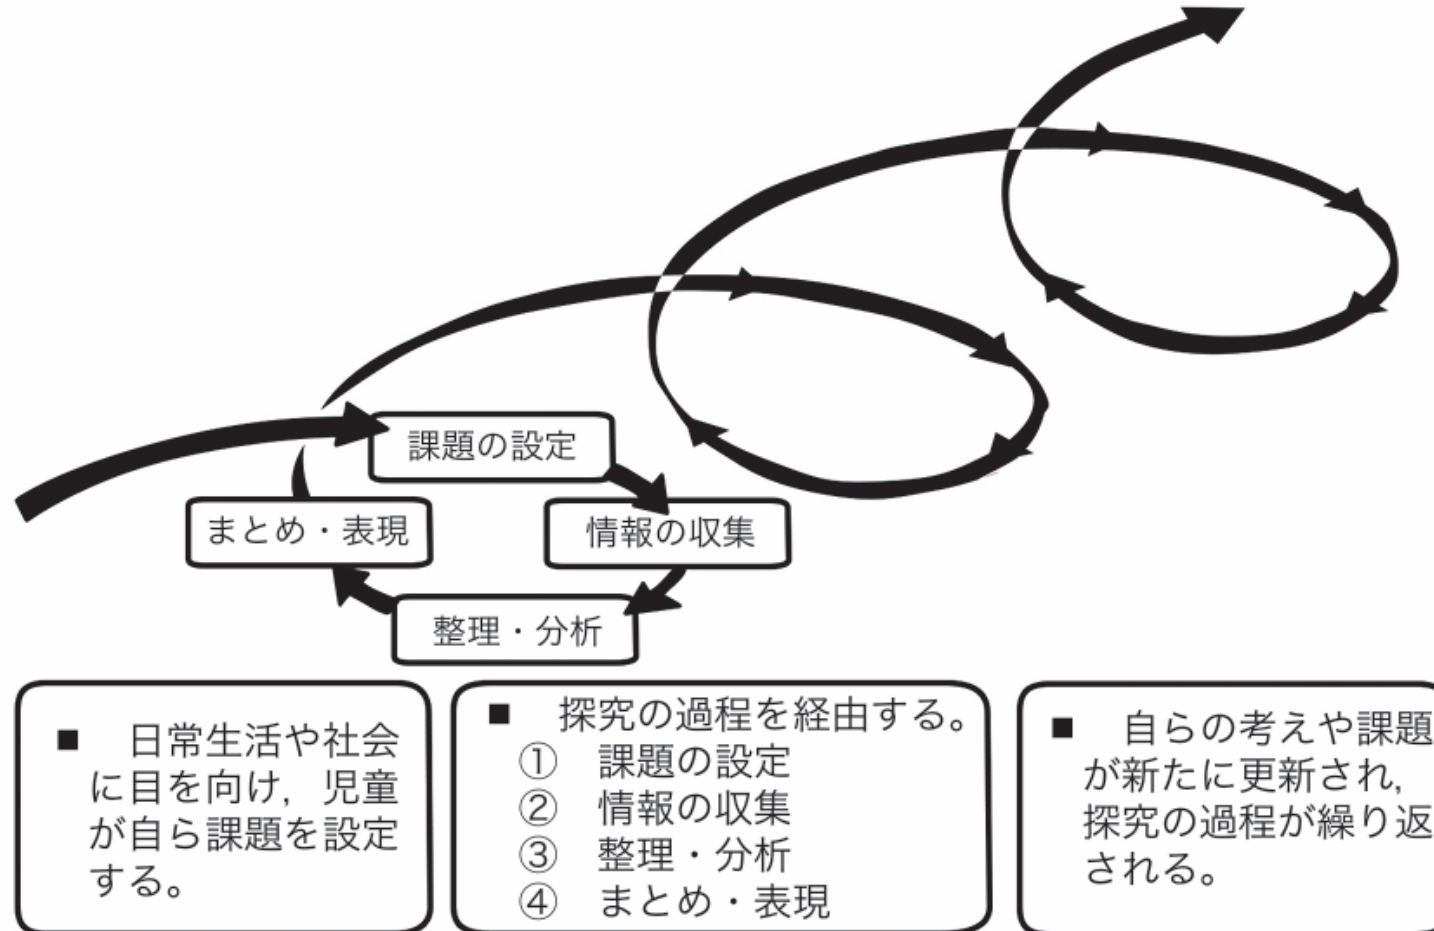 課題の設定
まとめ・表現
情報の収集
整理・分析
■ 日常生活や社会
に目を向け，児童
が自ら課題を設定
する。
■ 探究の過程を経由する。
① 課題の設定
② 情報の収集
③ 整理・分析
④ まとめ・表現
■ 自らの考えや課題
が新たに更新され，
探究の過程が繰り返
される。